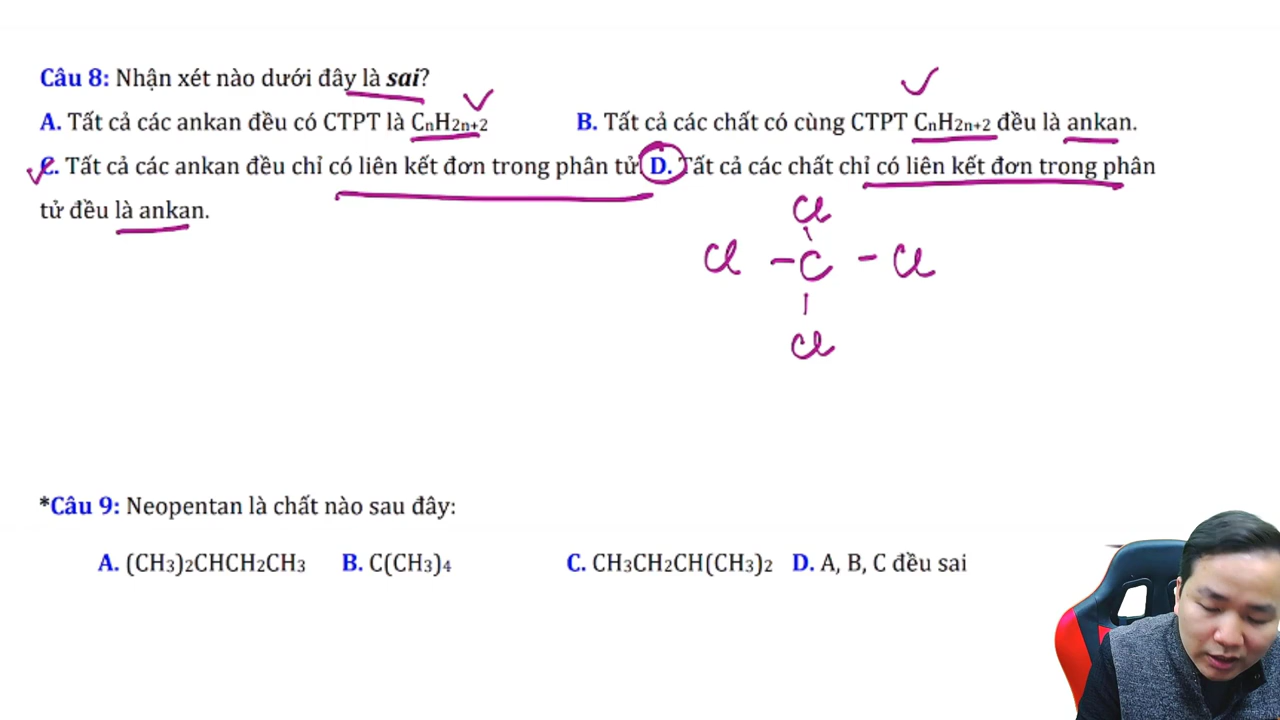 Câu 8: Nhận xét nào dưới đây là sai?
A. Tất cả các ankan đều có CTPT là CnH2n+2 B. Tất cả các chất có cùng CTPT CnH2n+2 đều là ankan.
C. Tất cả các ankan đều chỉ có liên kết đơn trong phân tử D. Tất cả các chất chỉ có liên kết đơn trong phân
tử đều là ankan.
Cl
Cl - C - Cl
Cl
*Câu 9: Neopentan là chất nào sau đây:
A. (CH3)2CHCH2CH3 B. C(CH3)4 C. CH3CH2CH(CH3)2 D. A, B, C đều sai